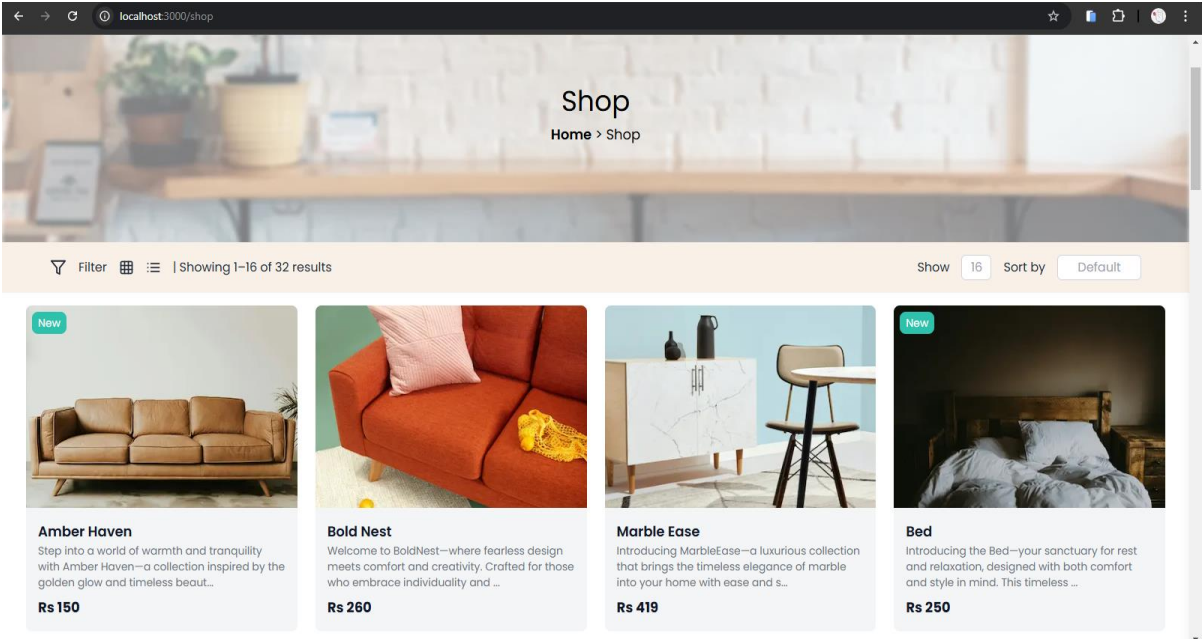 localhost:3000/shop
Shop
Home > Shop
Filter | Showing 1–16 of 32 results Show 16 Sort by Default
New
New
Amber Haven
Step into a world of warmth and tranquility
with Amber Haven—a collection inspired by the
golden glow and timeless beaut...
Rs 150
Bold Nest
Welcome to BoldNest—where fearless design
meets comfort and creativity. Crafted for those
who embrace individuality and ...
Rs 260
Marble Ease
Introducing MarbleEase—a luxurious collection
that brings the timeless elegance of marble
into your home with ease and s...
Rs 419
Bed
Introducing the Bed—your sanctuary for rest
and relaxation, designed with both comfort
and style in mind. This timeless ...
Rs 250